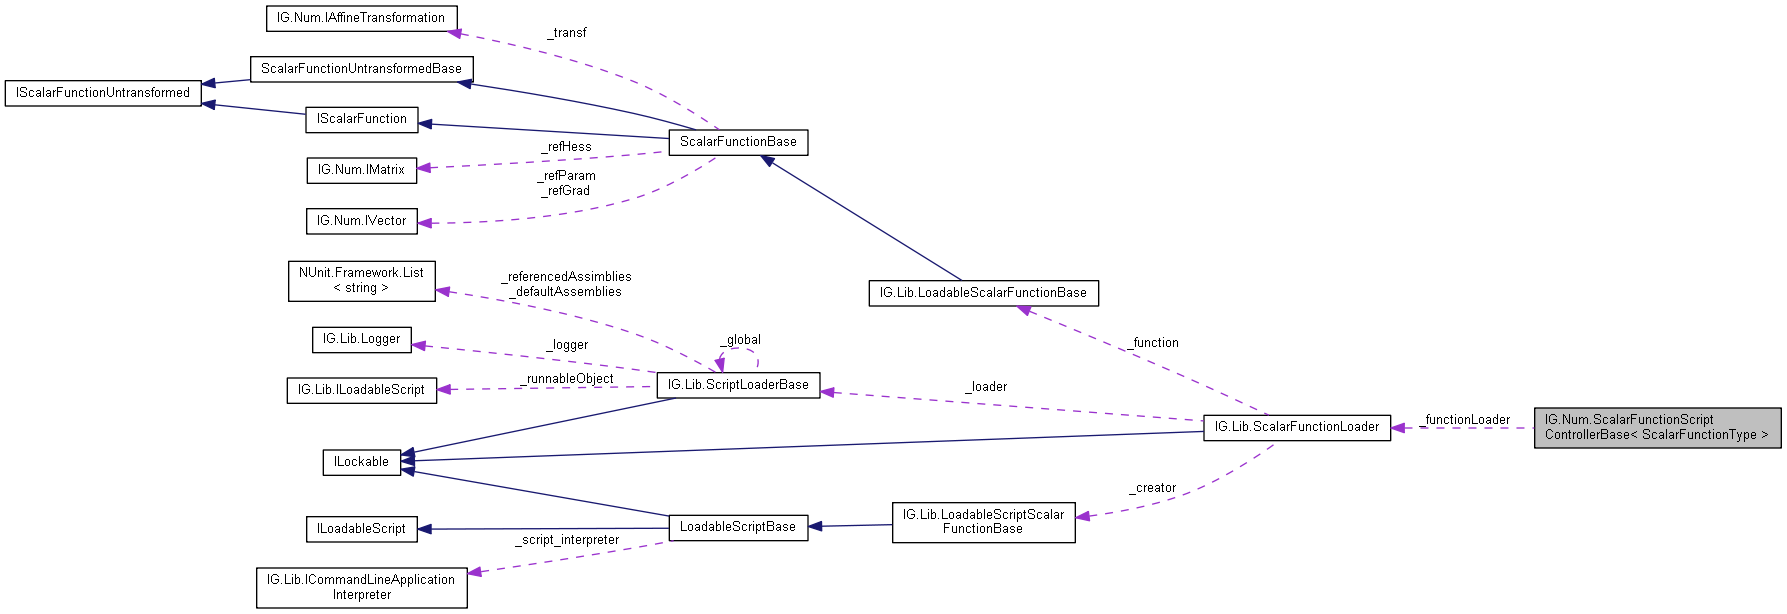 IG.Num.IAffineTransformation
_transf
ScalarFunctionUntransformedBase
IScalarFunctionUntransformed
IScalarFunction
ScalarFunctionBase
_refHess
IG.Num.IMatrix
_refParam
_refGrad
IG.Num.IVector
NUnit.Framework.List
< string >
_referencedAssimblies
_defaultAssemblies
IG.Lib.LoadableScalarFunctionBase
IG.Lib.Logger
_logger
_global
_function
_runnableObject
IG.Lib.ILoadableScript
IG.Lib.ScriptLoaderBase
_loader
IG.Lib.ScalarFunctionLoader
_functionLoader
IG.Num.ScalarFunctionScript
ControllerBase< ScalarFunctionType >
ILockable
_creator
ILoadableScript
LoadableScriptBase
IG.Lib.LoadableScriptScalar
FunctionBase
_script_interpreter
IG.Lib.ICommandLineApplication
Interpreter